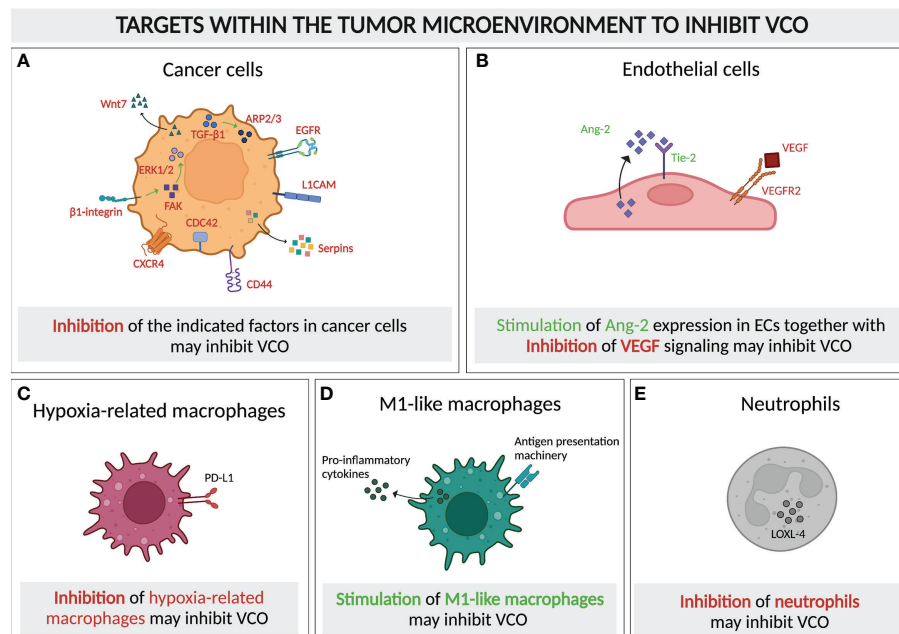 TARGETS WITHIN THE TUMOR MICROENVIRONMENT TO INHIBIT VCO
A
Cancer cells
Wnt7
TGF-β1
ARP2/3
EGFR
ERK1/2
L1CAM
FAK
β1-integrin
CDC42
Serpins
CXCR4
CD44
Inhibition of the indicated factors in cancer cells
may inhibit VCO
B
Endothelial cells
Ang-2
Tie-2
VEGF
VEGFR2
Stimulation of Ang-2 expression in ECs together with
Inhibition of VEGF signaling may inhibit VCO
C
Hypoxia-related macrophages
PD-L1
Inhibition of hypoxia-related
macrophages may inhibit VCO
D
M1-like macrophages
Pro-inflammatory
cytokines
Antigen presentation
machinery
Stimulation of M1-like macrophages
may inhibit VCO
E
Neutrophils
LOXL-4
Inhibition of neutrophils
may inhibit VCO